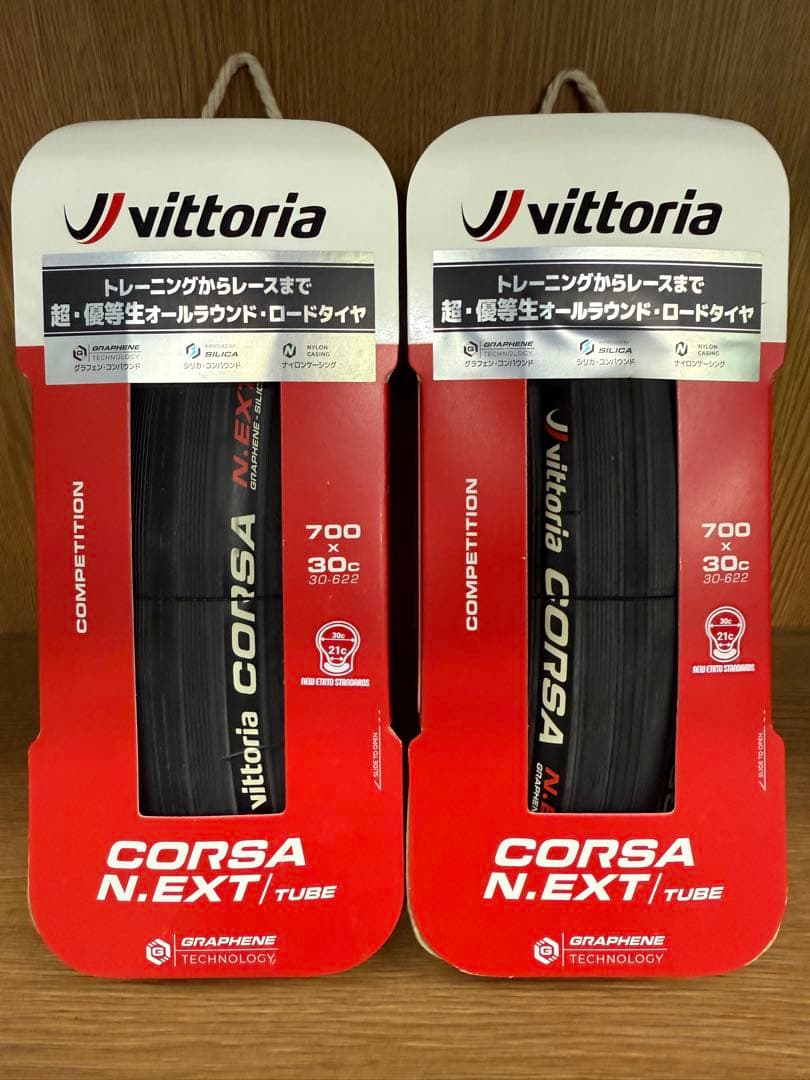 vittoria
トレーニングからレースまで
超・優等生オールラウンド・ロードタイヤ
GRAPHENE
TECHNOLOGY
グラフェン・コンパウンド
SILICA
シリカ・コンパウンド
NYLON
CASING
ナイロンケーシング
COMPETITION
vittoria CORSA N.EXT
GRAPHENE - SILIC
700
x
30c
30-622
30c
21c
NEW ETRTO STANDARDS
SLIDE TO OPEN
CORSA
N.EXT/TUBE
G GRAPHENE
TECHNOLOGY
vittoria
トレーニングからレースまで
超・優等生オールラウンド・ロードタイヤ
GRAPHENE
TECHNOLOGY
グラフェン・コンパウンド
SILICA
シリカ・コンパウンド
NYLON
CASING
ナイロンケーシング
COMPETITION
vittoria CORSA N.E
GRAPHEN
700
x
30c
30-622
30c
21c
NEW ETRTO STANDARDS
SLIDE TO OPEN
CORSA
N.EXT/TUBE
G GRAPHENE
TECHNOLOGY